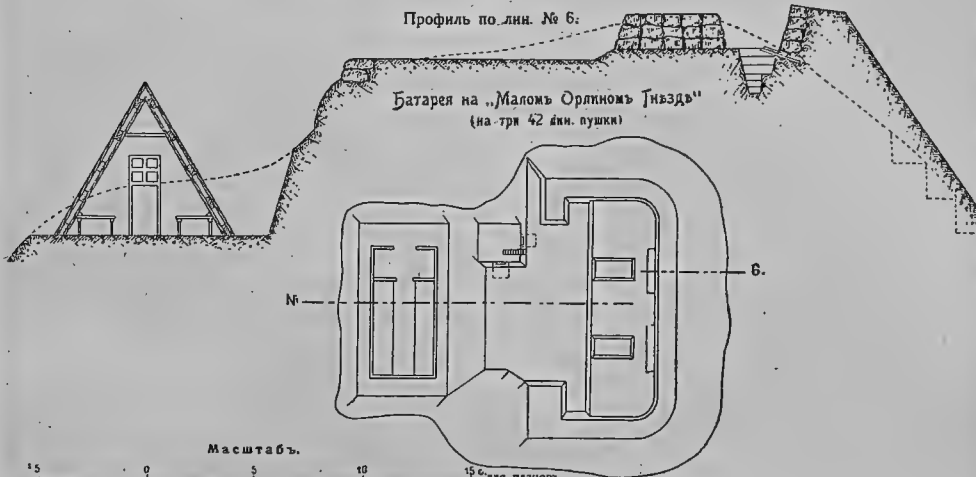 Профиль по лин. № 6.
Батарея на „Маломъ Орлиномъ Гнѣздѣ"
(на три 42 лин. пушки)
№
6.
Масштабъ.
5 0 5 10 15 с.